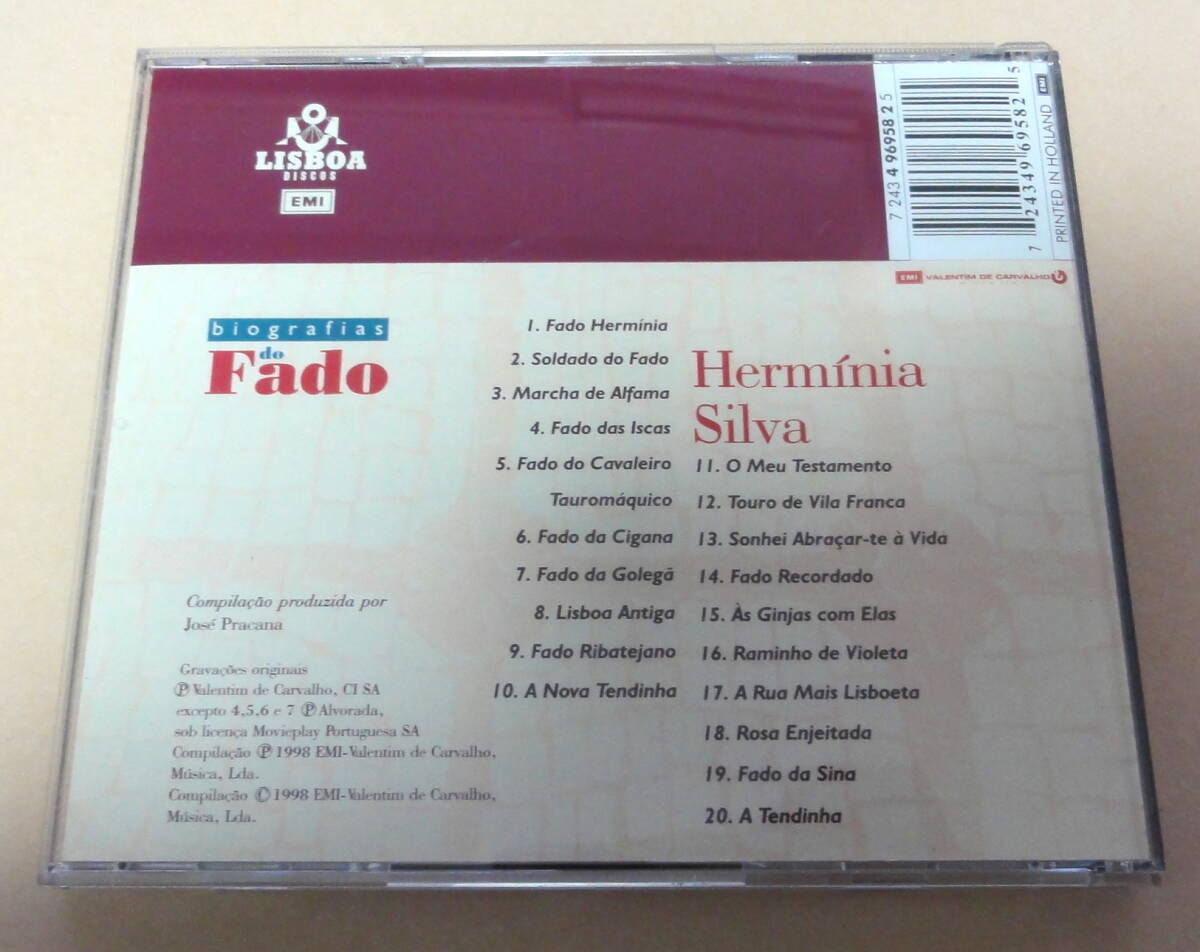 LISBOA
DISCOS
EMI
7 243 4 96958 2 5
7 24349 69582 5
PRINTED IN HOLLAND EMI
EMI VALENTIM DE CARVALHO
biografias
do
Fado
1. Fado Hermínia
2. Soldado do Fado
3. Marcha de Alfama
4. Fado das Iscas
5. Fado do Cavaleiro
Tauromáquico
6. Fado da Cigana
7. Fado da Golegã
8. Lisboa Antiga
9. Fado Ribatejano
10. A Nova Tendinha
Hermínia
Silva
11. O Meu Testamento
12. Touro de Vila Franca
13. Sonhei Abraçar-te à Vida
14. Fado Recordado
15. Às Ginjas com Elas
16. Raminho de Violeta
17. A Rua Mais Lisboeta
18. Rosa Enjeitada
19. Fado da Sina
20. A Tendinha
Compilação produzida por
José Pracana
Gravações originais
Ⓟ Valentim de Carvalho, CI SA
excepto 4,5,6 e 7 Ⓟ Alvorada,
sob licença Movieplay Portuguesa SA
Compilação Ⓟ 1998 EMI-Valentim de Carvalho,
Música, Lda.
Compilação © 1998 EMI-Valentim de Carvalho,
Música, Lda.